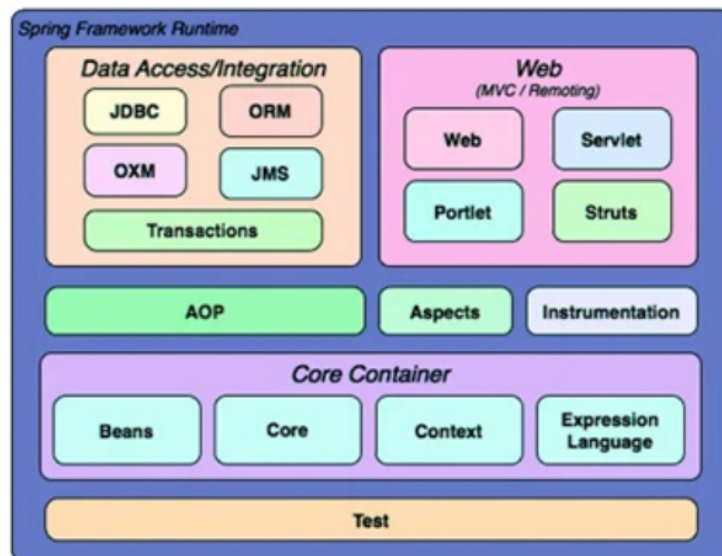 Spring Framework Runtime
Data Access/Integration
JDBC
ORM
OXM
JMS
Transactions
Web
(MVC / Remoting)
Web
Servlet
Portlet
Struts
AOP
Aspects
Instrumentation
Core Container
Beans
Core
Context
Expression
Language
Test